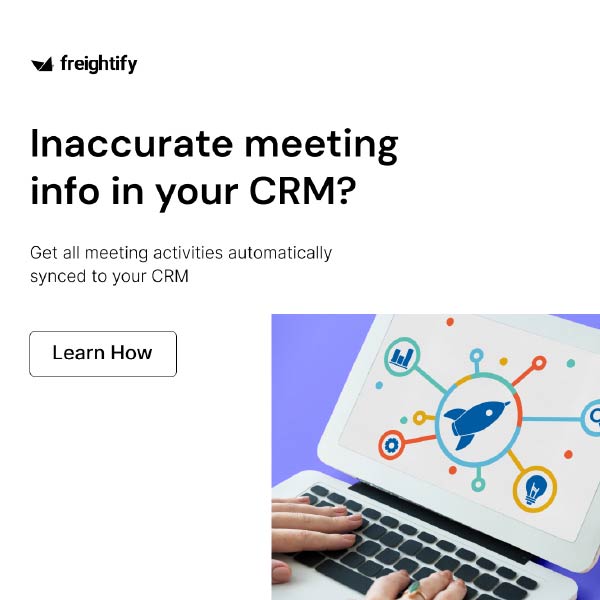 freightify
Inaccurate meeting
info in your CRM?
Get all meeting activities automatically
synced to your CRM
Learn How